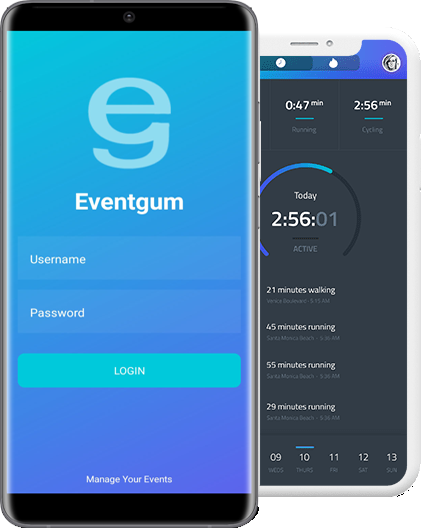 eg
Eventgum
Username
Password
LOGIN
Manage Your Events
0:47 min
Running
2:56 min
Cycling
Today
2:56:01
ACTIVE
21 minutes walking
Venice Boulevard - 5:15 AM
45 minutes running
Santa Monica Beach - 5:36 AM
55 minutes running
Santa Monica Beach - 5:36 AM
29 minutes running
Santa Monica Beach - 5:36 AM
09 10 11 12 13
WEDS THURS FRI SAT SUN